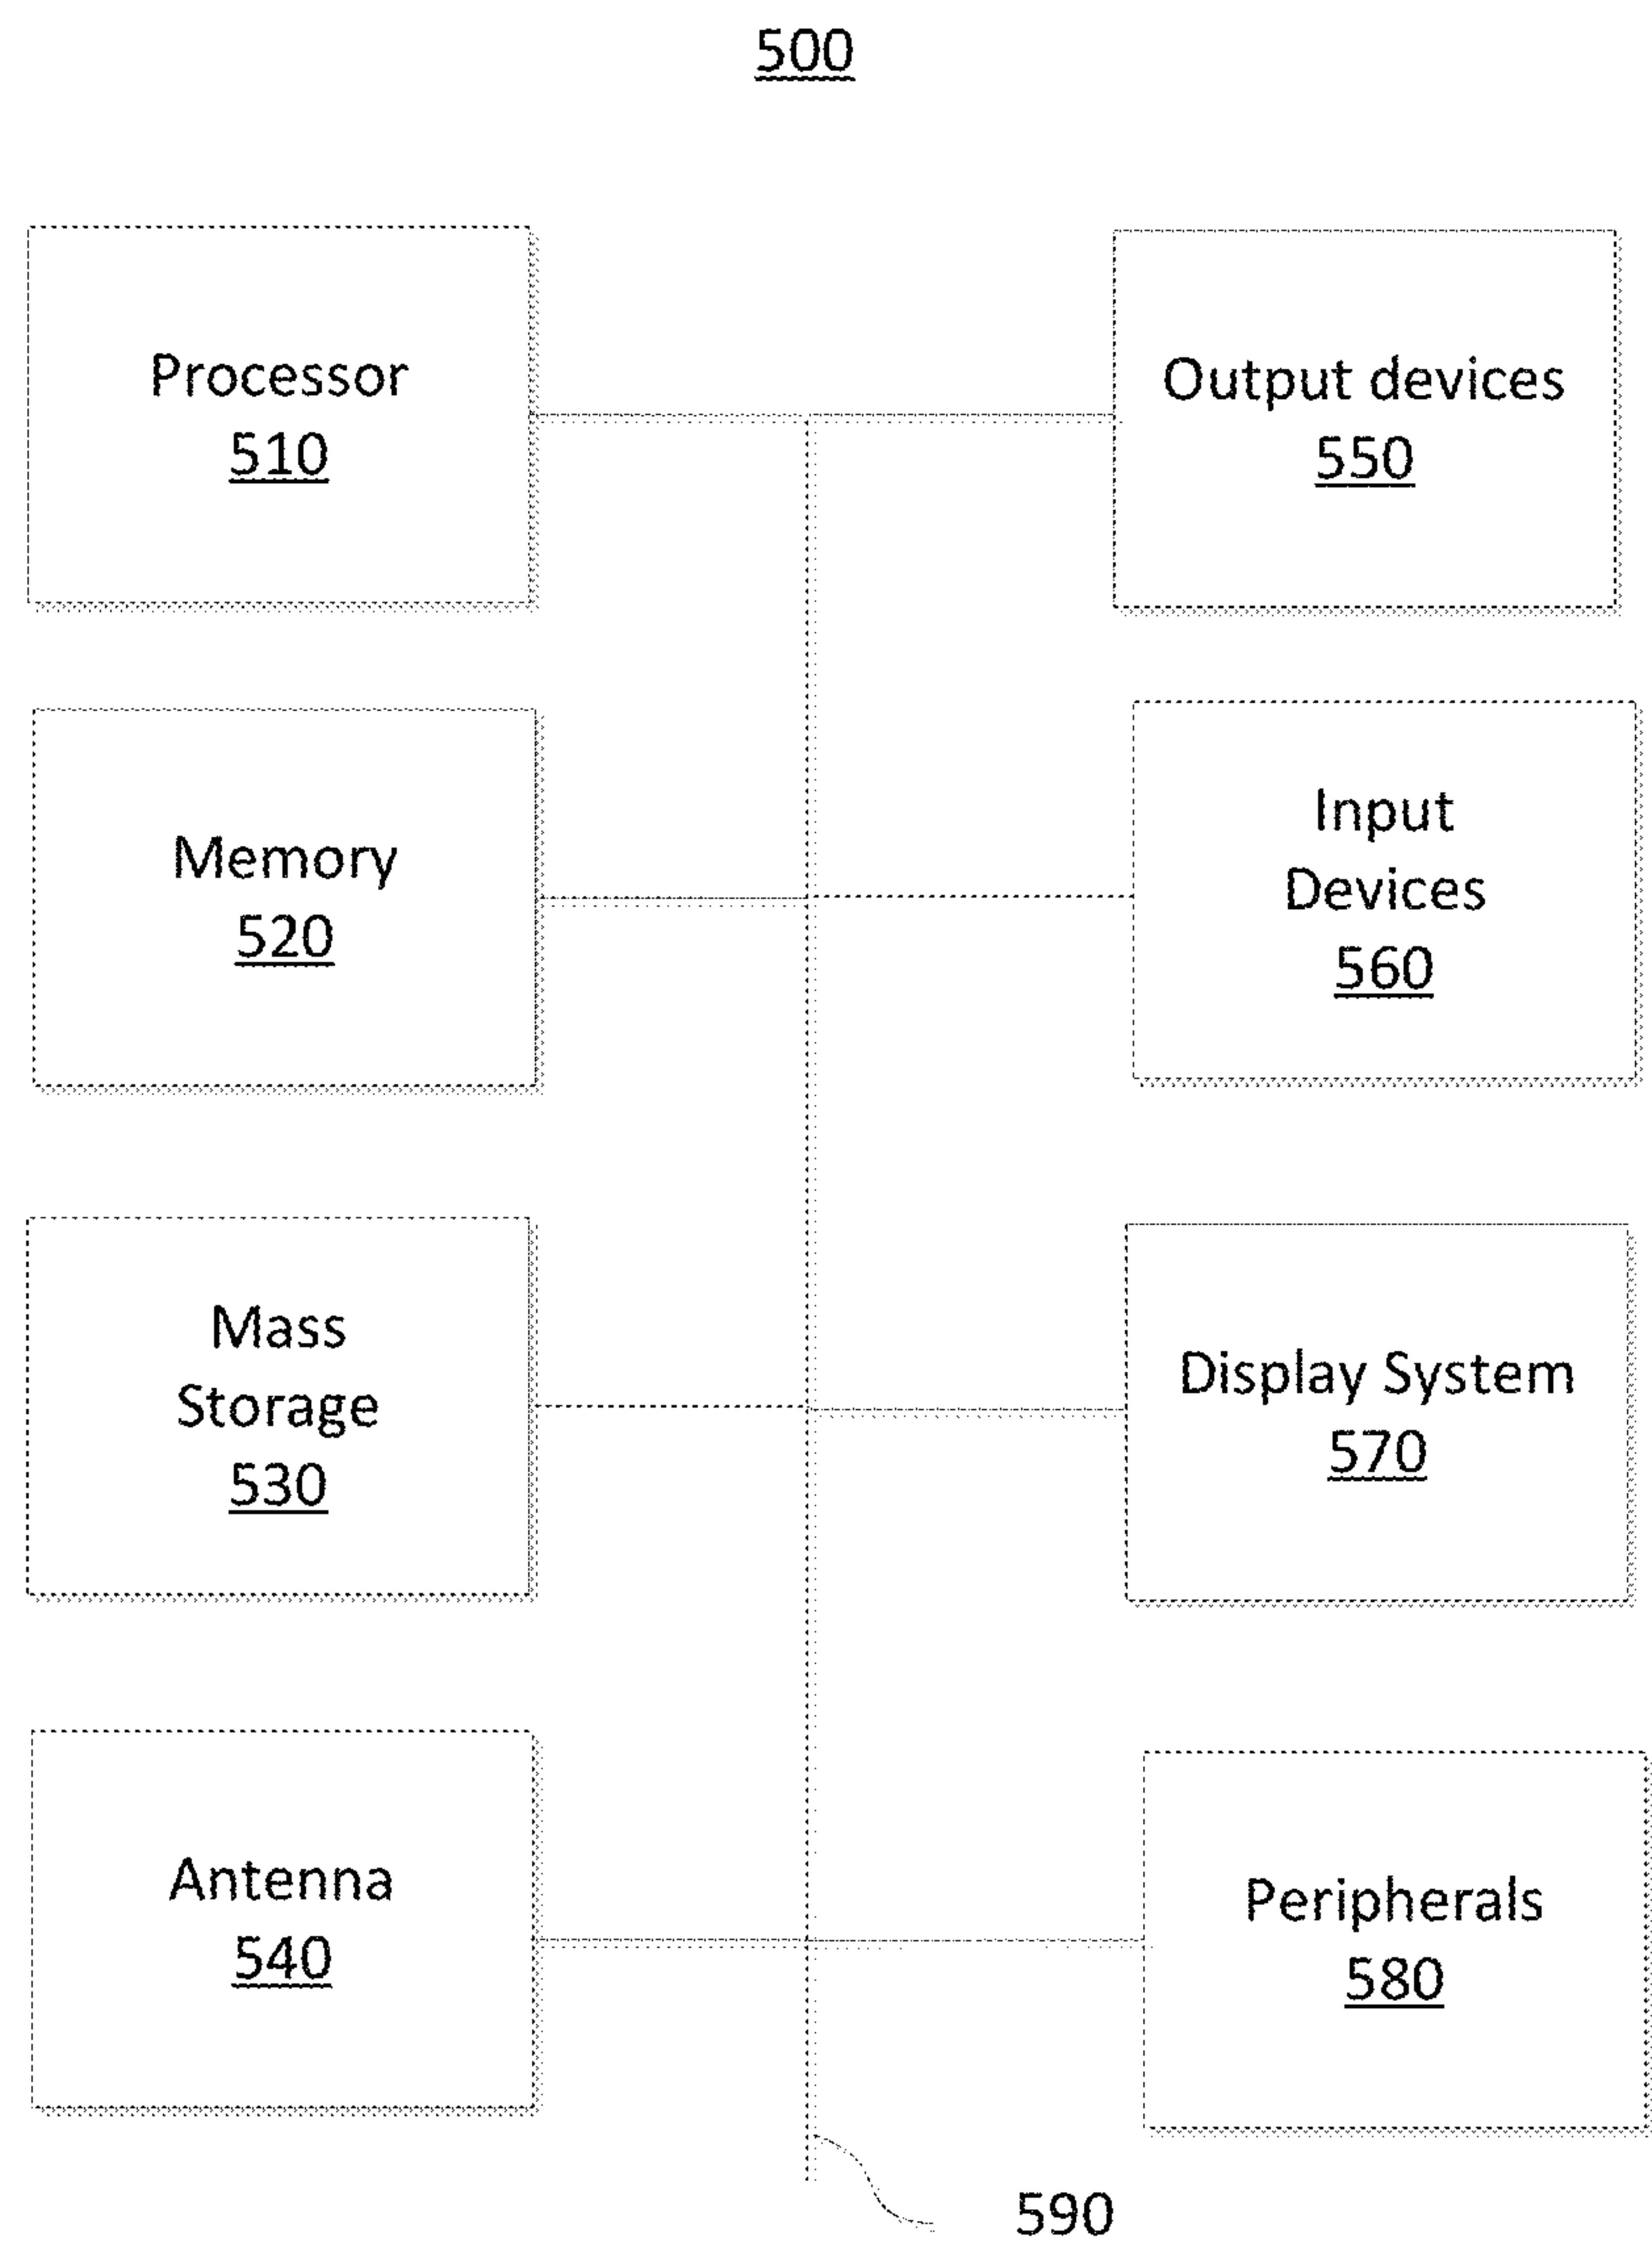 500
Processor
510
Output devices
550
Memory
520
Input
Devices
560
Mass
Storage
530
Display System
570
Antenna
540
Peripherals
580
590